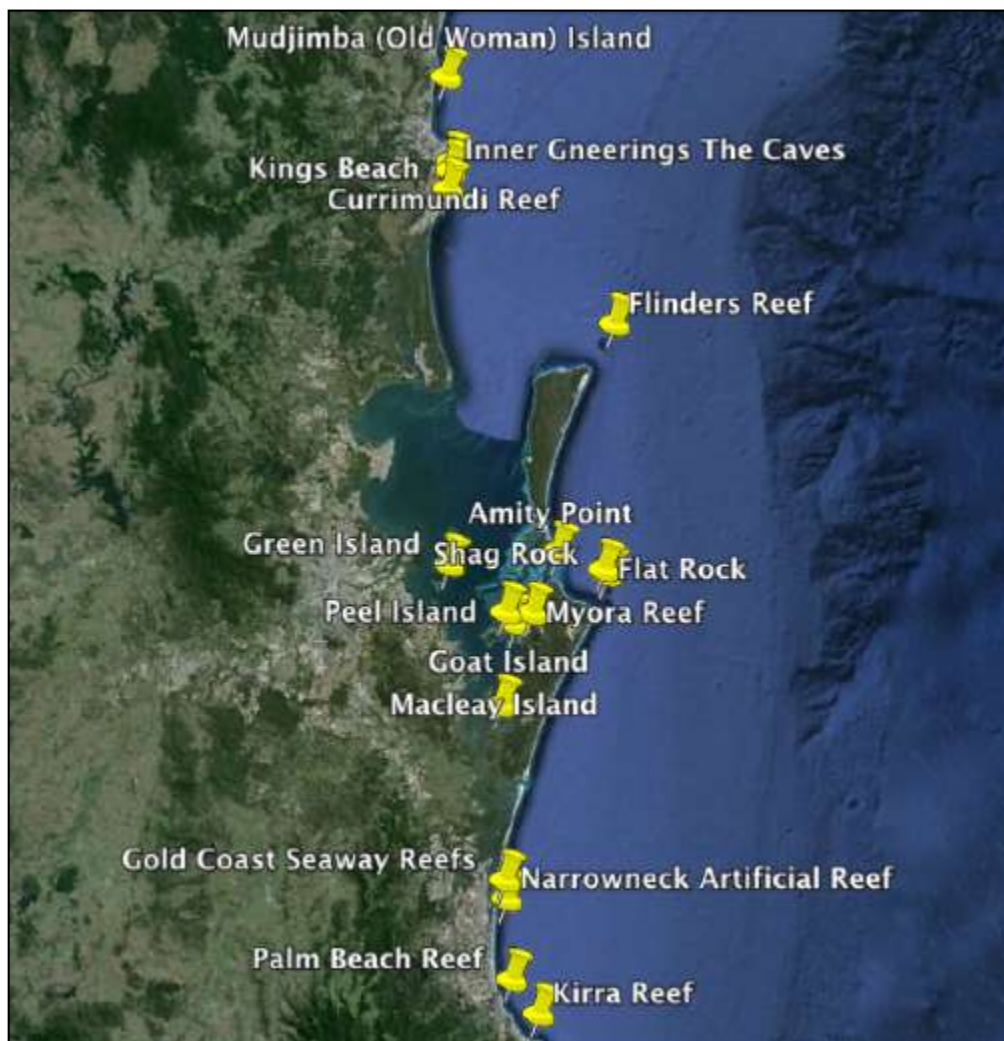 Mudjimba (Old Woman) Island
Inner Gneerings The Caves
Kings Beach
Currimundi Reef
Flinders Reef
Amity Point
Green Island
Shag Rock
Flat Rock
Peel Island
Myora Reef
Goat Island
Macleay Island
Gold Coast Seaway Reefs
Narrowneck Artificial Reef
Palm Beach Reef
Kirra Reef